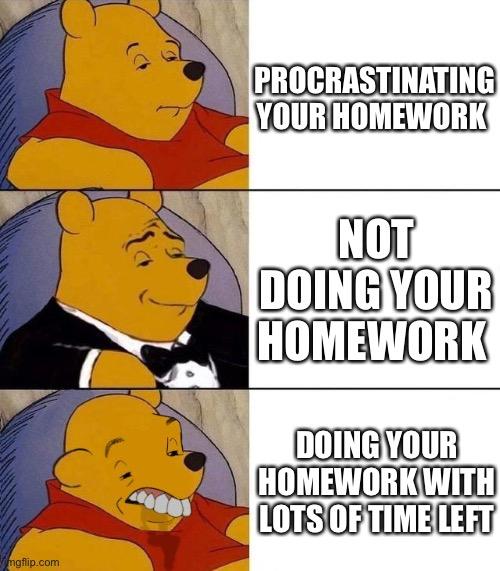 PROCRASTINATING
YOUR HOMEWORK
NOT
DOING YOUR
HOMEWORK
DOING YOUR
HOMEWORK WITH
LOTS OF TIME LEFT
imgflip.com